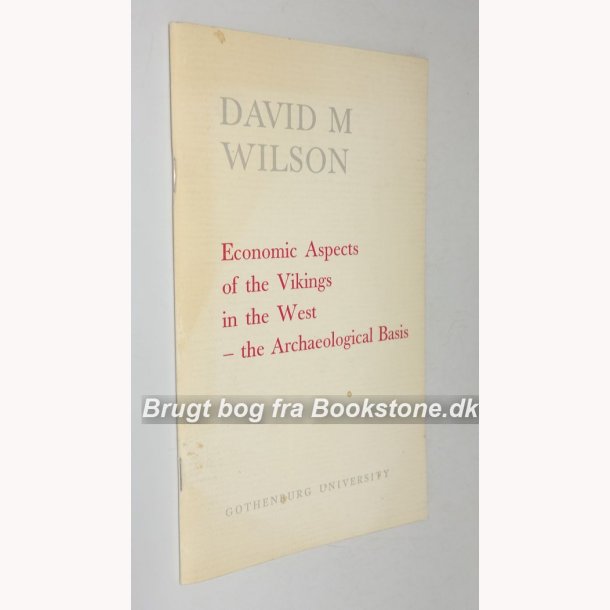 DAVID M
WILSON
Economic Aspects
of the Vikings
in the West
– the Archaeological Basis
Brugt bog fra Bookstone.dk
GOTHENBURG UNIVERSITY